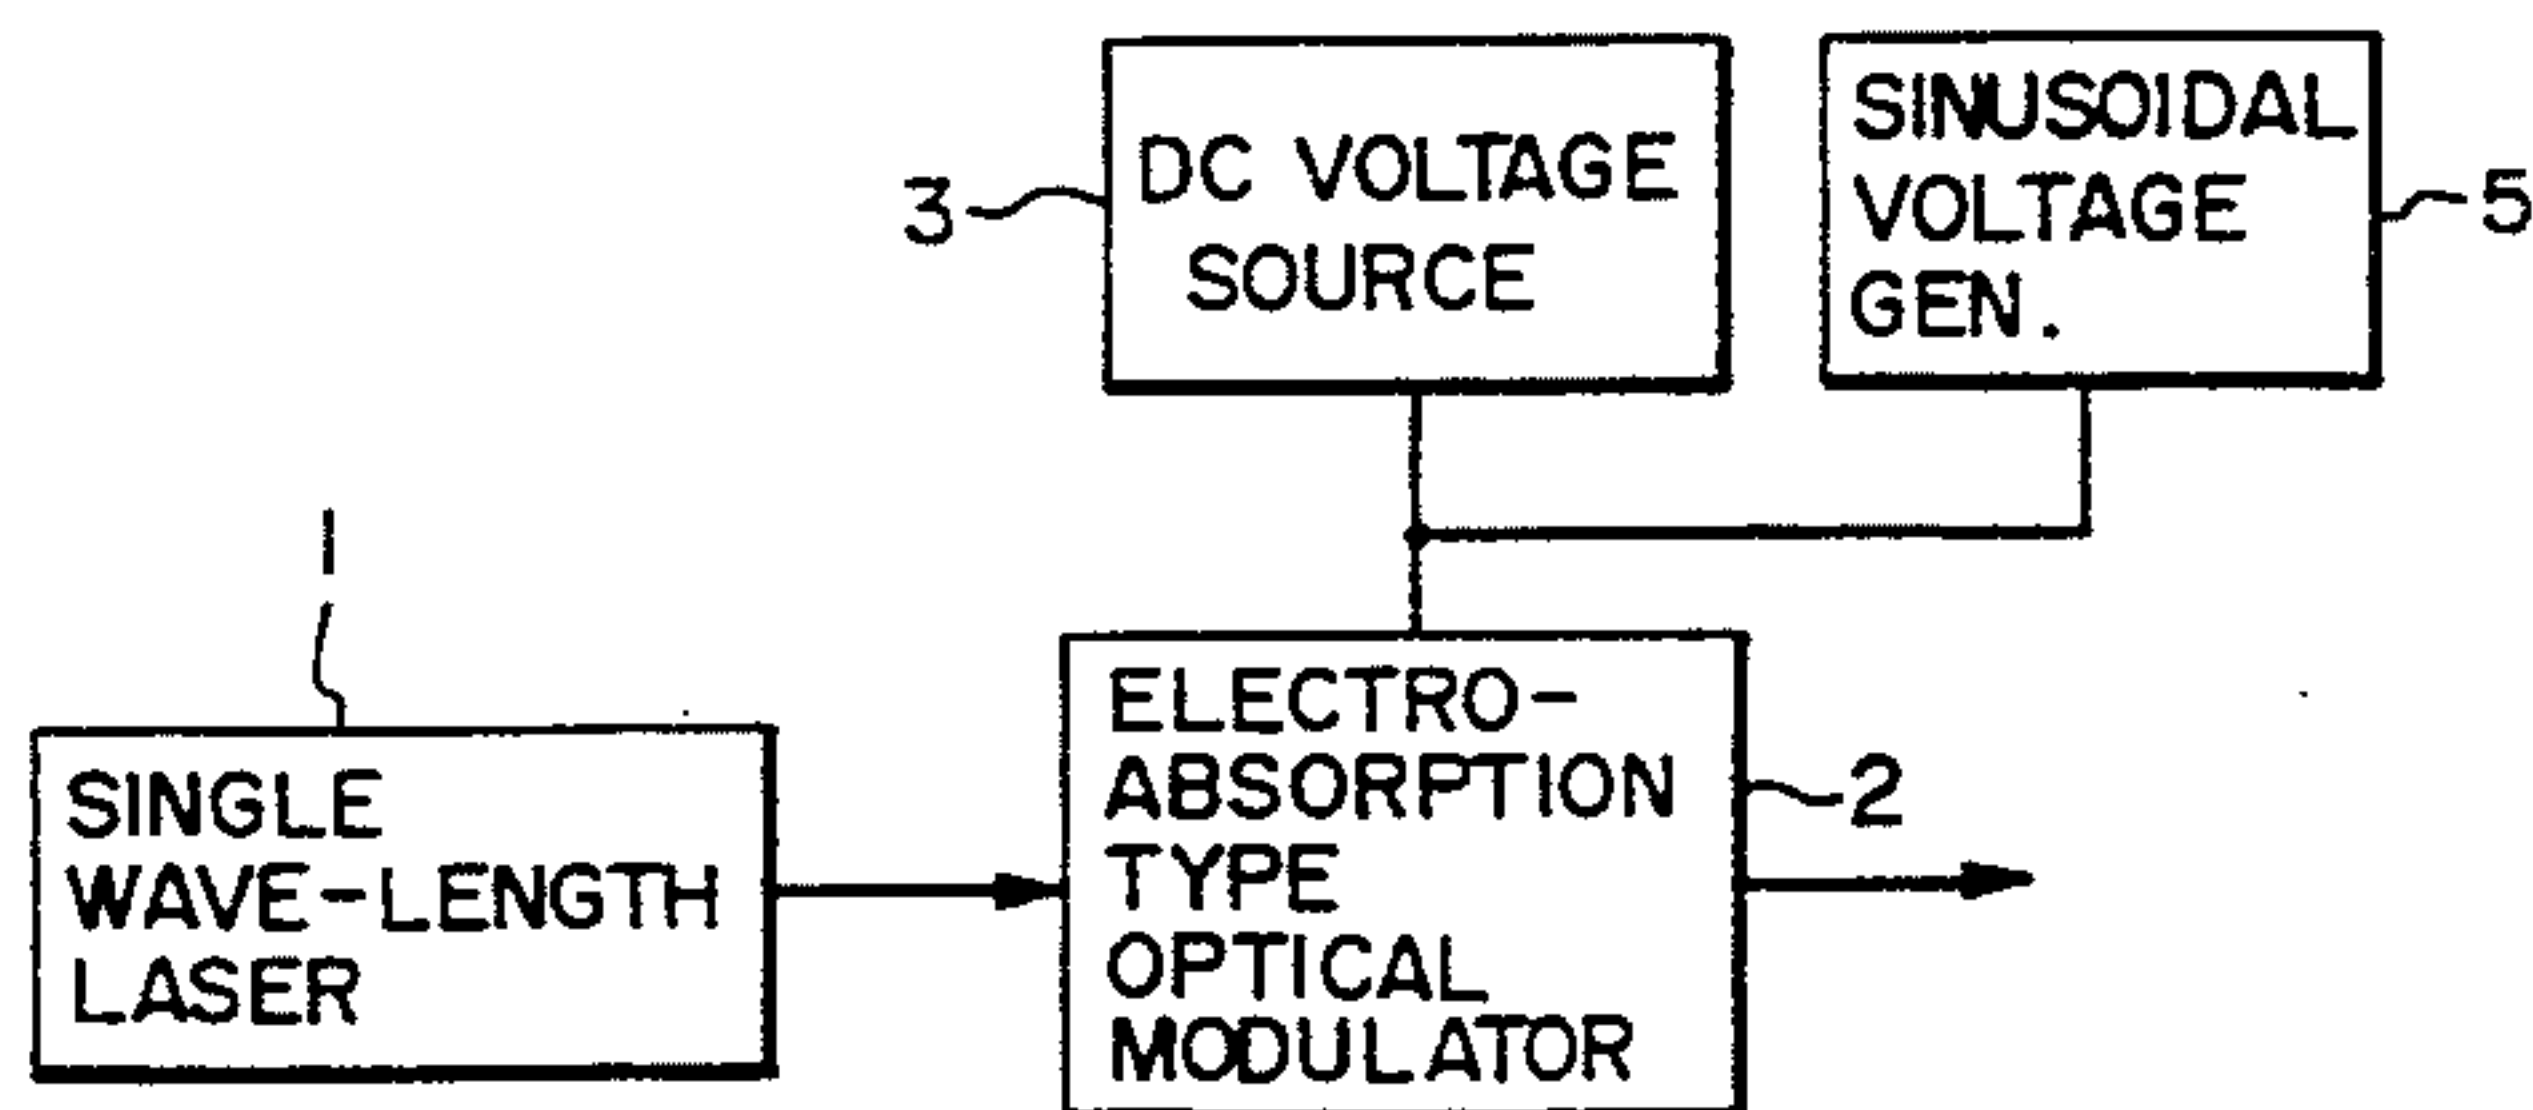 DC VOLTAGE
SOURCE
3
SINUSOIDAL
VOLTAGE
GEN.
5
1
SINGLE
WAVE-LENGTH
LASER
ELECTRO-
ABSORPTION
TYPE
OPTICAL
MODULATOR
2